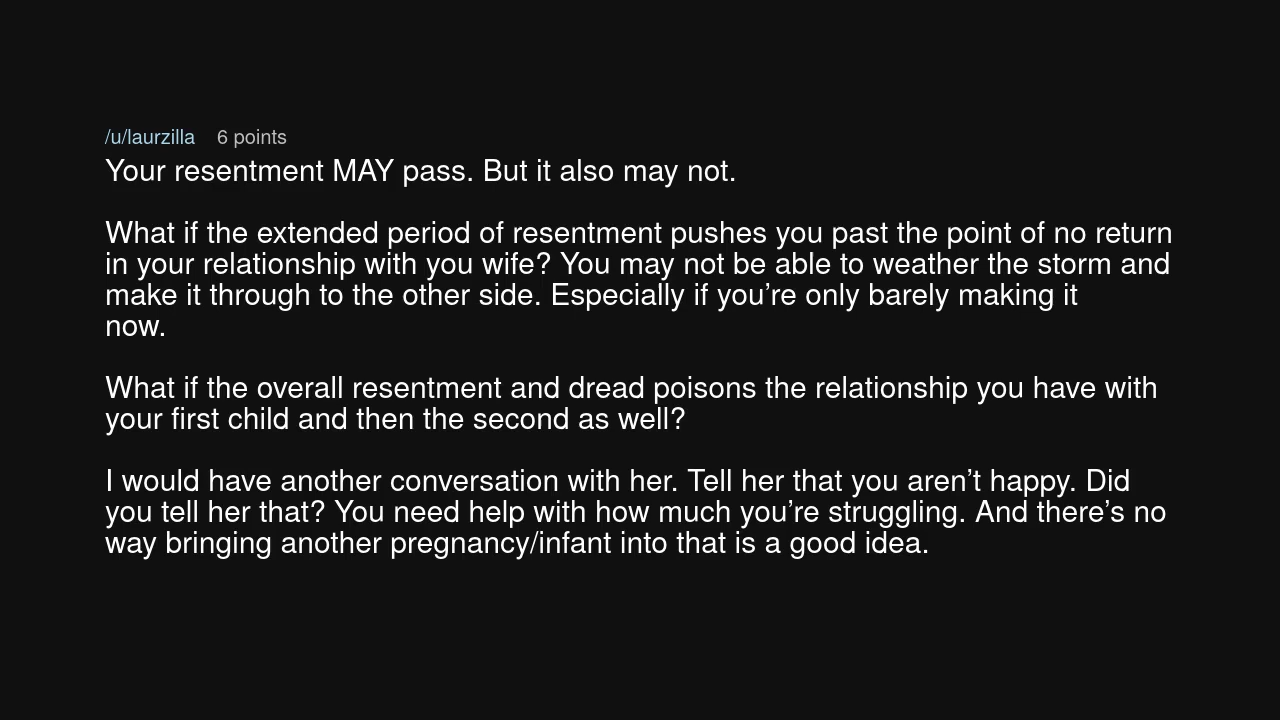 /u/laurzilla 6 points
Your resentment MAY pass. But it also may not.
What if the extended period of resentment pushes you past the point of no return
in your relationship with you wife? You may not be able to weather the storm and
make it through to the other side. Especially if you’re only barely making it
now.
What if the overall resentment and dread poisons the relationship you have with
your first child and then the second as well?
I would have another conversation with her. Tell her that you aren’t happy. Did
you tell her that? You need help with how much you’re struggling. And there’s no
way bringing another pregnancy/infant into that is a good idea.